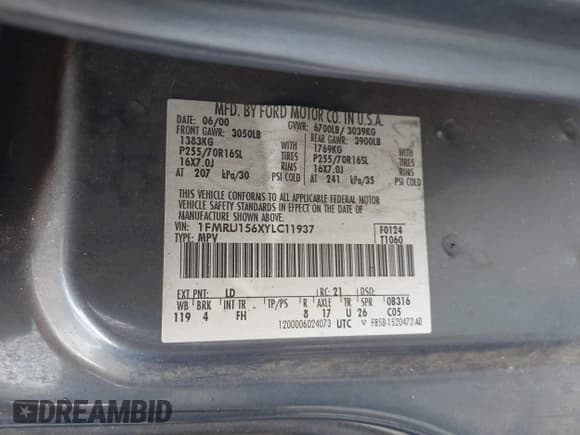 MFD. BY FORD MOTOR CO. IN U.S.A.
DATE: 06/00 GVWR: 6700LB/ 3039KG
FRONT GAWR: 3050LB REAR GAWR: 3900LB
1383KG WITH 1769KG WITH
P255/70R16SL TIRES P255/70R16SL TIRES
16X7.0J RIMS 16X7.0J RIMS
AT 207 kPa/30 PSI COLD AT 241 kPa/35 PSI COLD
THIS VEHICLE CONFORMS TO ALL APPLICABLE FEDERAL MOTOR
VEHICLE SAFETY STANDARDS IN EFFECT ON THE DATE OF
MANUFACTURE SHOWN ABOVE.
VIN: 1FMRU156XYLC11937 F0124
TYPE: MPV T1060
EXT PNT: LD RC: 21 DSO:
WB BRK INT TR TP/PS R AXLE TR SPR 0B316
119 4 FH 8 17 U 26 C05
1200006024073 UTC V F85B-1520472-AB
DREAMBID